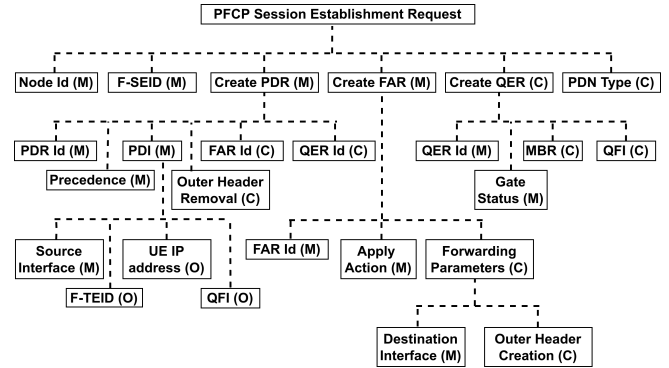 PFCP Session Establishment Request
Node Id (M)
F-SEID (M)
Create PDR (M)
Create FAR (M)
Create QER (C)
PDN Type (C)
PDR Id (M)
PDI (M)
FAR Id (C)
QER Id (C)
QER Id (M)
MBR (C)
QFI (C)
Precedence (M)
Outer Header
Removal (C)
Gate
Status (M)
Source
Interface (M)
UE IP
address (O)
FAR Id (M)
Apply
Action (M)
Forwarding
Parameters (C)
F-TEID (O)
QFI (O)
Destination
Interface (M)
Outer Header
Creation (C)